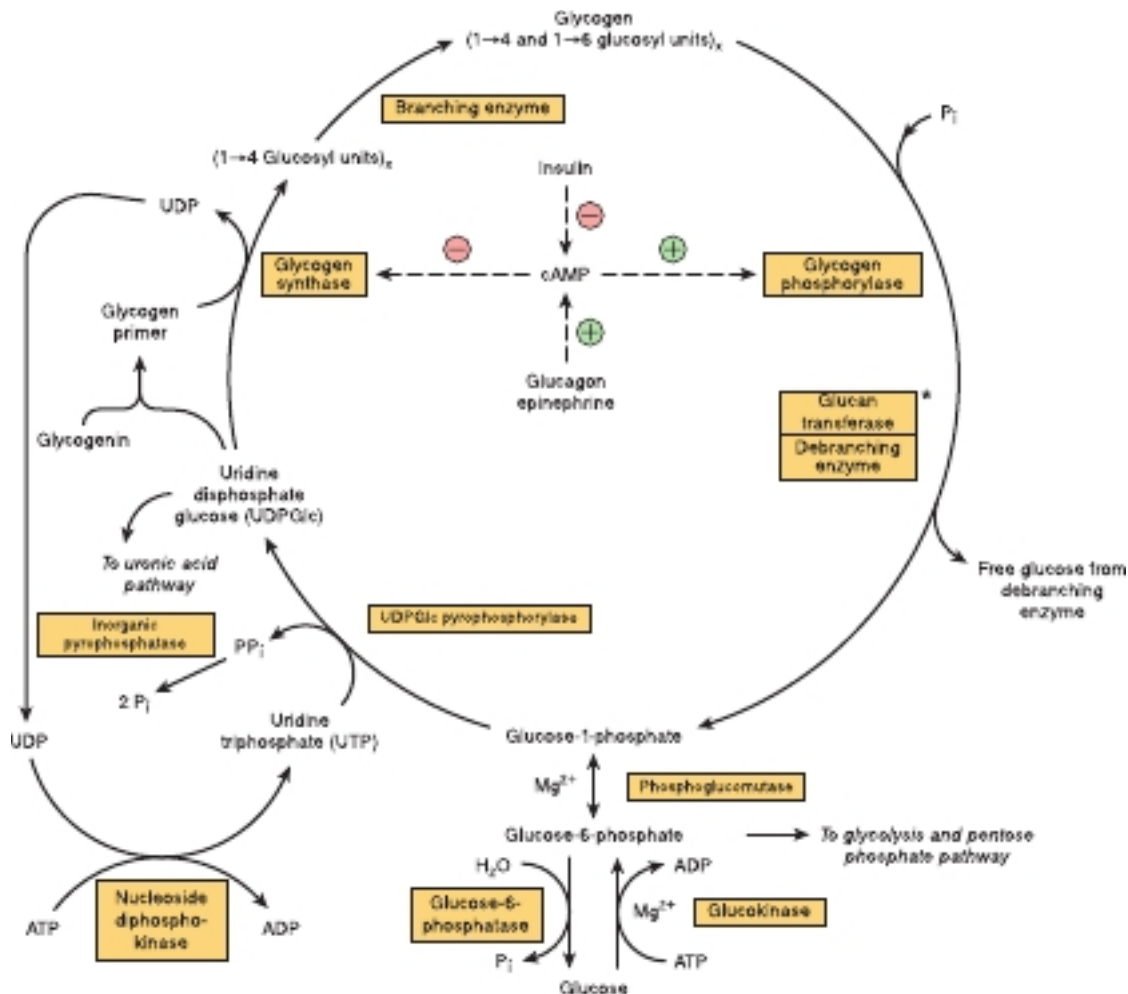 Glycogen
(1→4 and 1→6 glucosyl units)ₓ
Branching enzyme
Pᵢ
(1→4 Glucosyl units)ₓ
Insulin
UDP
−
−
+
Glycogen
synthase
cAMP
Glycogen
phosphorylase
Glycogen
primer
+
Glucagon
epinephrine
Glucan
transferase
*
Debranching
enzyme
Glycogenin
Uridine
disphosphate
glucose (UDPGlc)
To uronic acid
pathway
Free glucose from
debranching
enzyme
Inorganic
pyrophosphatase
UDPGlc pyrophosphorylase
PPᵢ
2 Pᵢ
UDP
Uridine
triphosphate (UTP)
Glucose-1-phosphate
Mg²⁺
Phosphoglucomutase
Glucose-6-phosphate
To glycolysis and pentose
phosphate pathway
H₂O
ADP
Glucose-6-
phosphatase
Mg²⁺
Glucokinase
Pᵢ
ATP
Glucose
ATP
Nucleoside
diphospho-
kinase
ADP